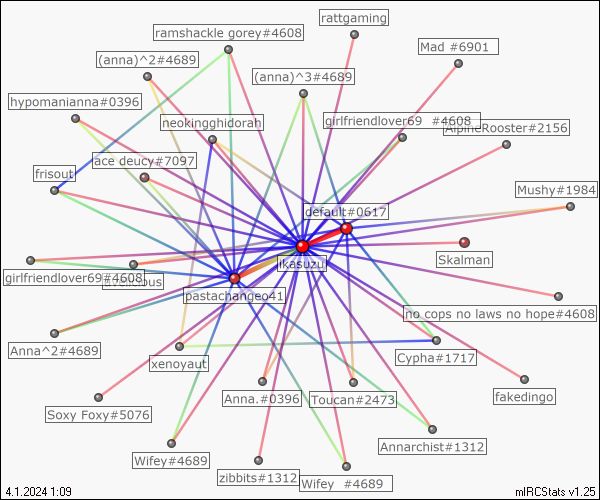 rattgaming
ramshackle gorey#4608
Mad #6901
(anna)^2#4689
(anna)^3#4689
hypomanianna#0396
neokingghidorah
girlfriendlover69 #4608
AlpineRooster#2156
ace deucy#7097
frisout
Mushy#1984
default#0617
Skalman
ikasuzu
girlfriendlover69#4608
pastachangeo41
no cops no laws no hope#4608
Anna^2#4689
xenoyaut
Cypha#1717
Anna.#0396
Toucan#2473
fakedingo
Soxy Foxy#5076
Annarchist#1312
Wifey#4689
zibbits#1312
Wifey #4689
4.1.2024 1:09
mIRCStats v1.25